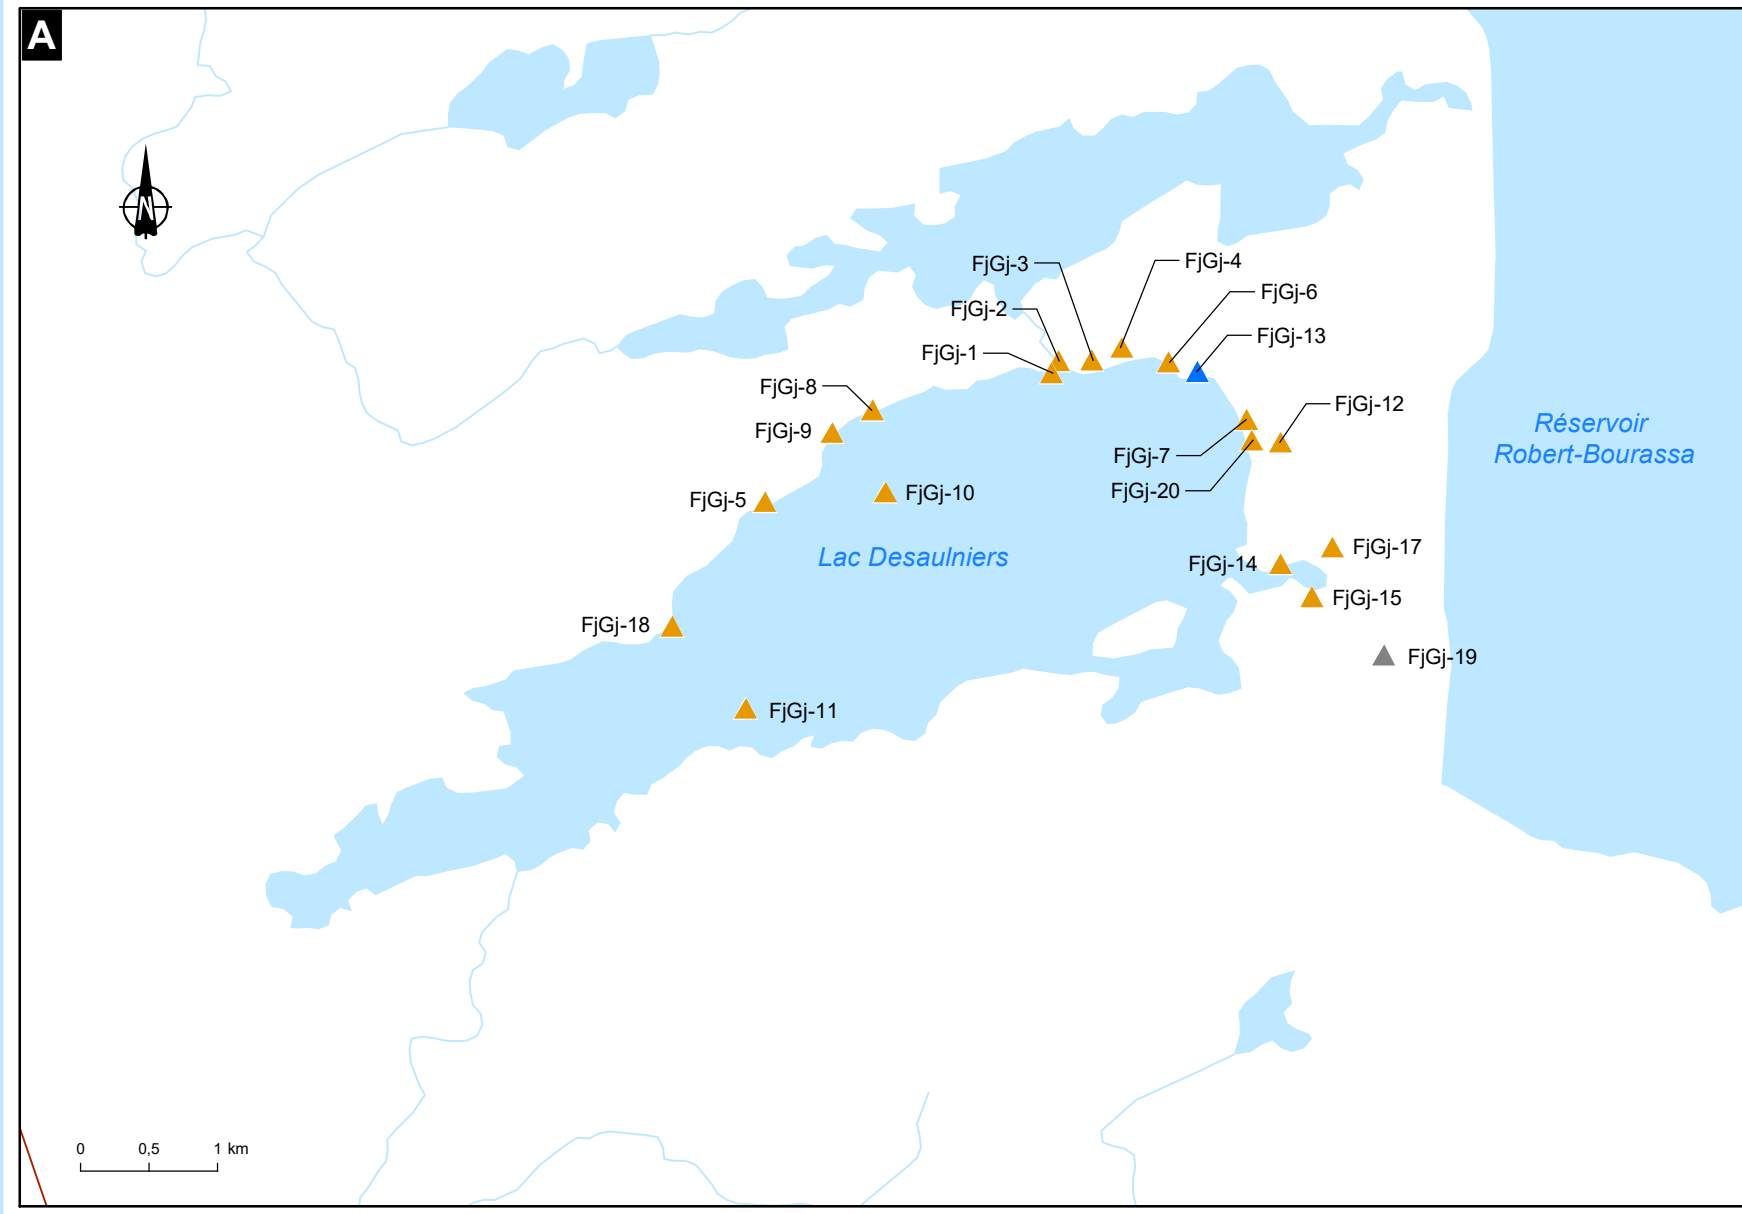 A
N
FjGj-3
FjGj-4
FjGj-2
FjGj-6
FjGj-1
FjGj-13
FjGj-8
FjGj-9
FjGj-12
FjGj-7
FjGj-5
FjGj-10
FjGj-20
Réservoir
Robert-Bourassa
Lac Desaulniers
FjGj-17
FjGj-14
FjGj-15
FjGj-18
FjGj-19
FjGj-11
0 0,5 1 km